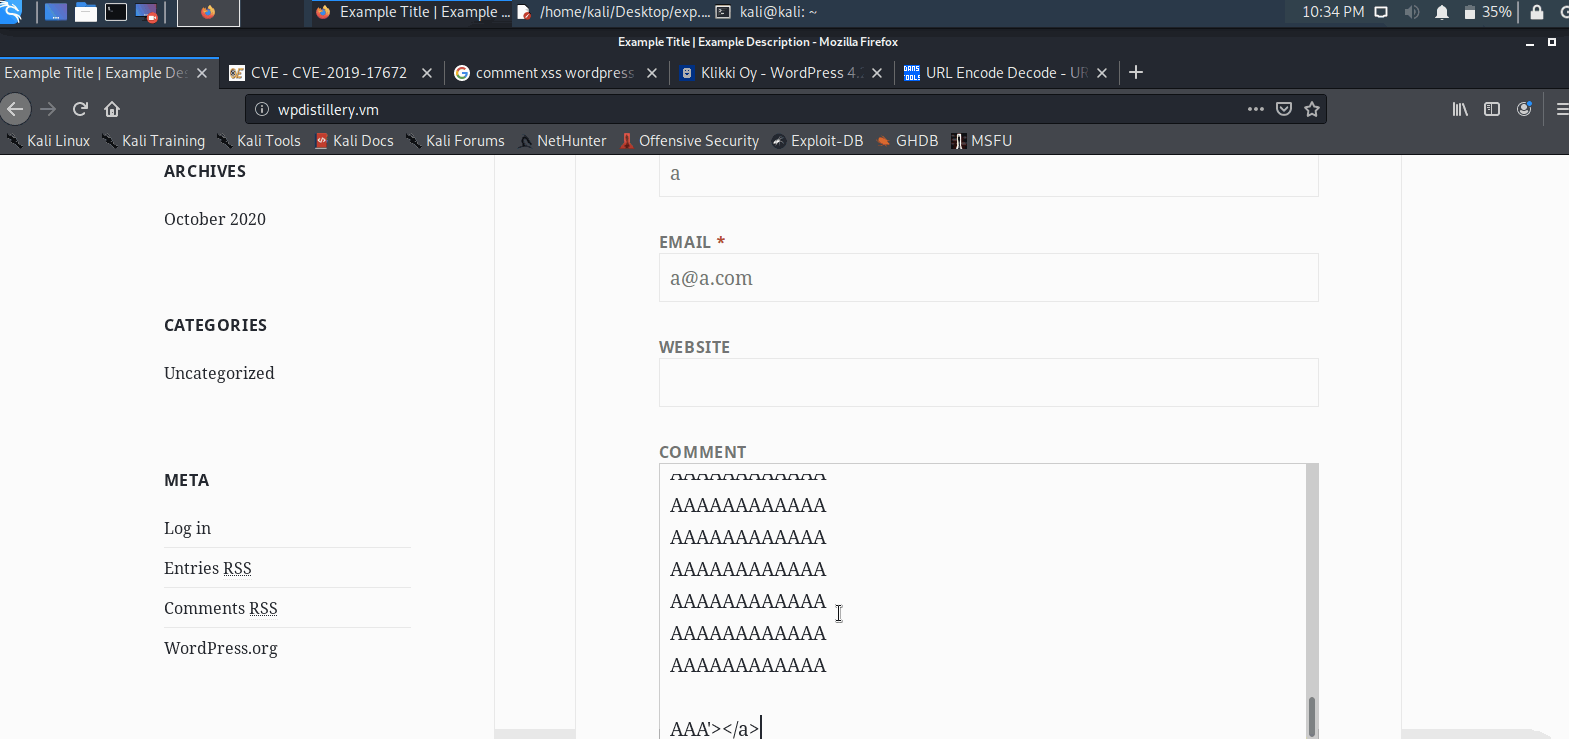 Example Title | Example ... /home/kali/Desktop/exp.... kali@kali: ~ 10:34 PM 35%
Example Title | Example Description - Mozilla Firefox
Example Title | Example De CVE - CVE-2019-17672 comment xss wordpress Klikki Oy - WordPress 4. URL Encode Decode - UR
wpdistillery.vm
Kali Linux Kali Training Kali Tools Kali Docs Kali Forums NetHunter Offensive Security Exploit-DB GHDB MSFU
ARCHIVES
October 2020
CATEGORIES
Uncategorized
META
Log in
Entries RSS
Comments RSS
WordPress.org
a
EMAIL *
a@a.com
WEBSITE
COMMENT
AAAAAAAAAAAA
AAAAAAAAAAAA
AAAAAAAAAAAA
AAAAAAAAAAAA
AAAAAAAAAAAA
AAAAAAAAAAAA
AAAAAAAAAAAA
AAA'></a>